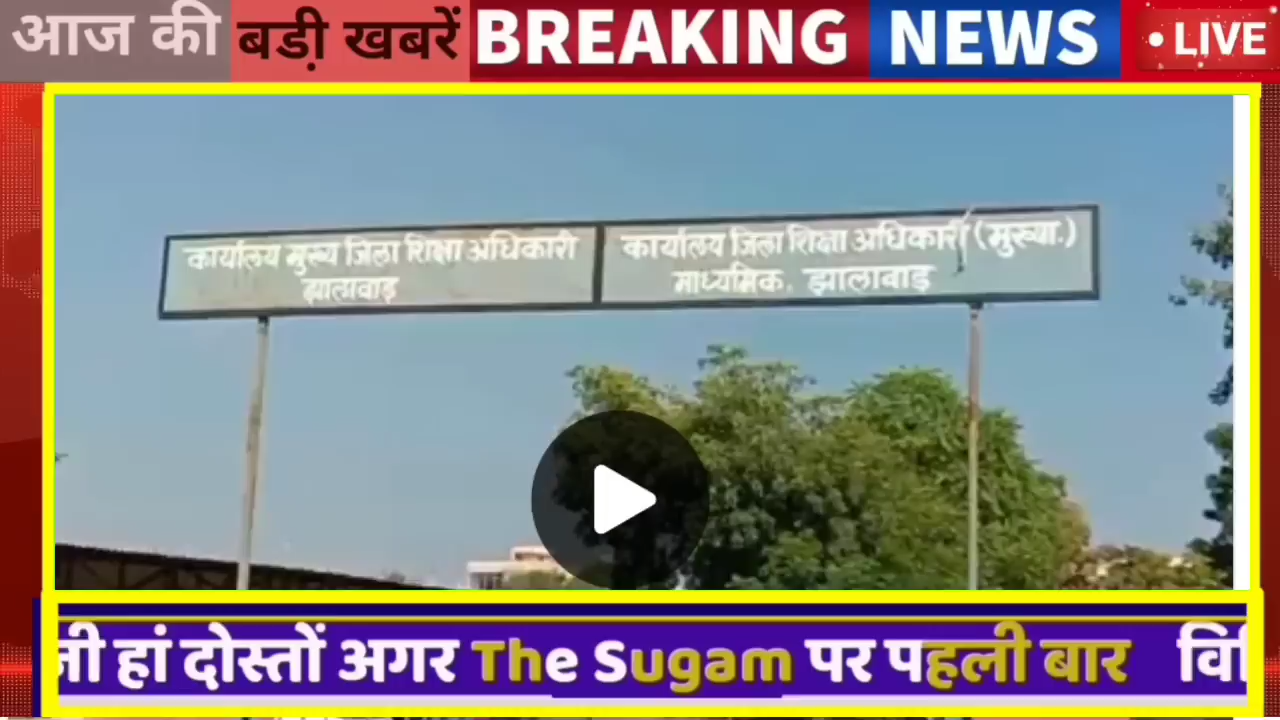 आज की बड़ी खबरें BREAKING NEWS • LIVE
कार्यालय मुख्य जिला शिक्षा अधिकारी
झालावाड़
कार्यालय जिला शिक्षा अधिकारी (मुख्या.)
माध्यमिक. झालावाड़
जी हां दोस्तों अगर The Sugam पर पहली बार